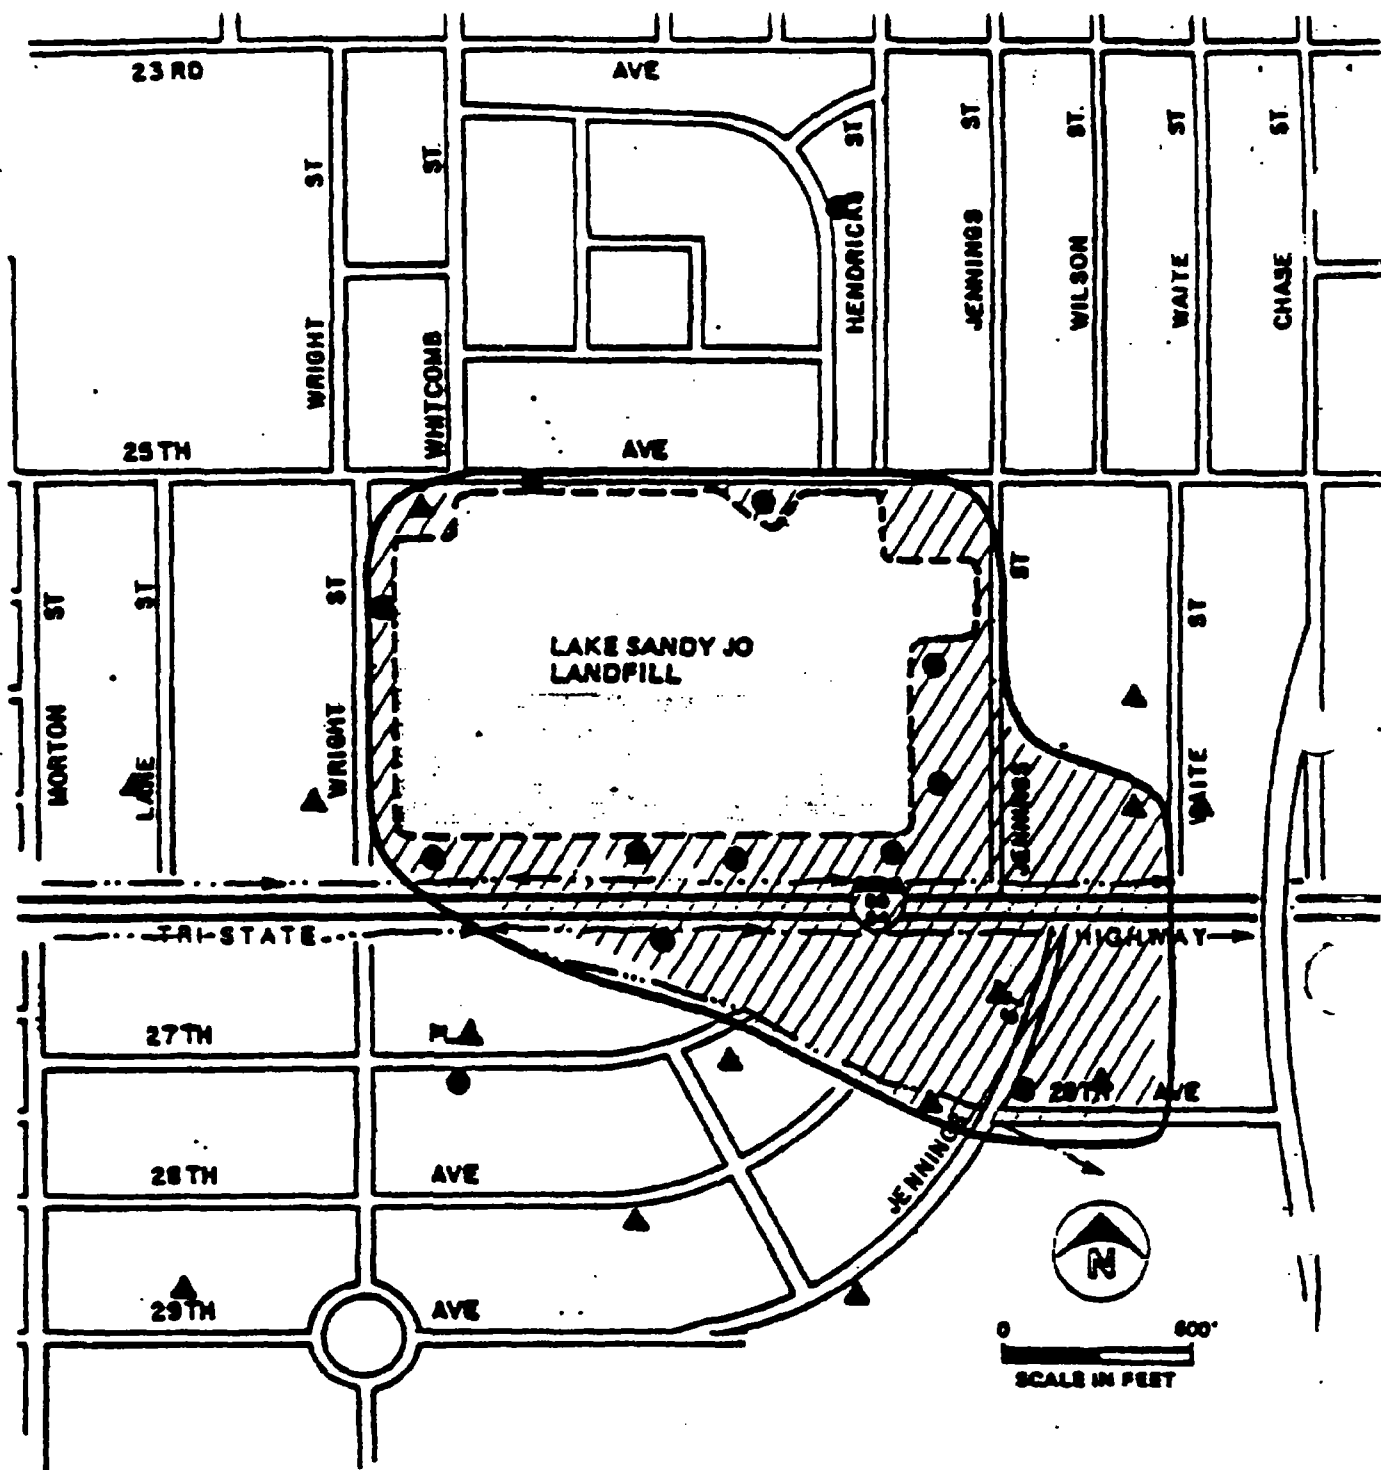 23 RD AVE
WRIGHT ST
WHITCOMB ST.
HENDRICKS ST
JENNINGS ST.
WILSON ST.
WAITE ST
CHASE ST.
25TH AVE
MORTON ST
LAKE ST
WRIGHT ST
LAKE SANDY JO
LANDFILL
JENNINGS ST
WAITE ST
TRI-STATE HIGHWAY
27TH PL
28TH AVE
JENNINGS ST
28TH AVE
29TH AVE
N
0 600'
SCALE IN FEET